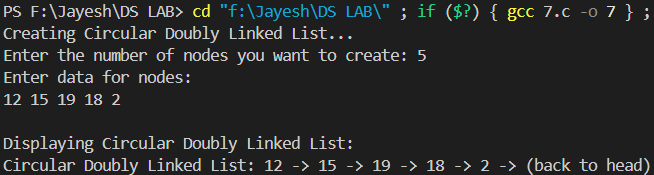 PS F:\Jayesh\DS LAB> cd "f:\Jayesh\DS LAB\" ; if ($?) { gcc 7.c -o 7 } ;
Creating Circular Doubly Linked List...
Enter the number of nodes you want to create: 5
Enter data for nodes:
12 15 19 18 2
Displaying Circular Doubly Linked List:
Circular Doubly Linked List: 12 -> 15 -> 19 -> 18 -> 2 -> (back to head)